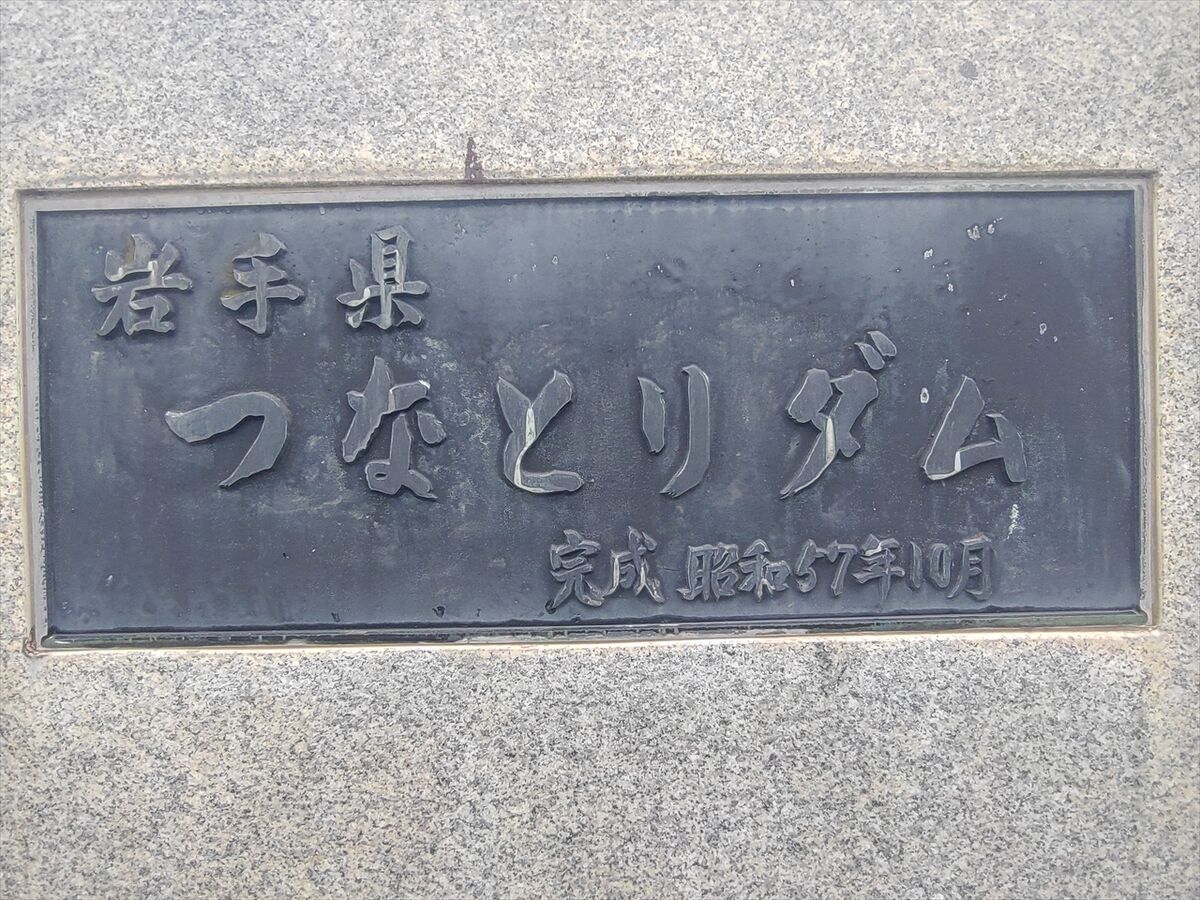 岩手県
つなとりダム
完成 昭和57年10月